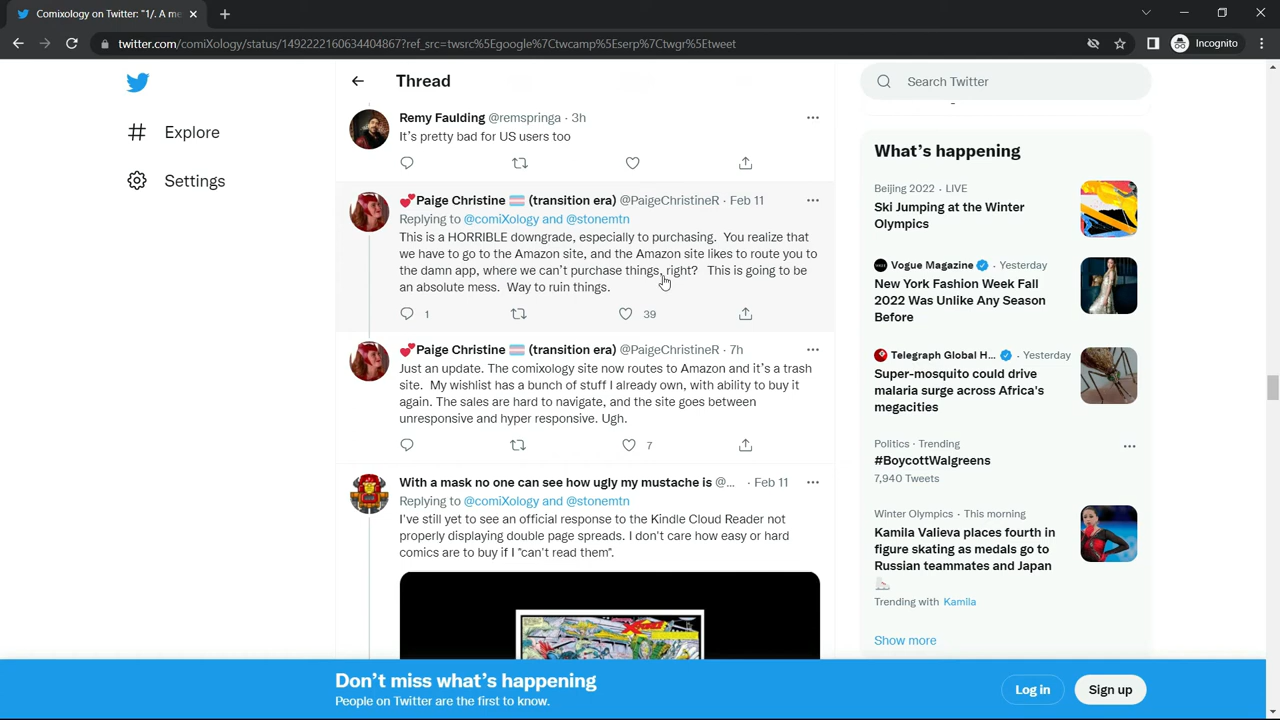 Comixology on Twitter: "1/. A me
twitter.com/comiXology/status/1492222160634404867?ref_src=twsrc%5Egoogle%7Ctwcamp%5Eserp%7Ctwgr%5Etweet
Incognito
Explore
Settings
Thread
Remy Faulding @remspringa · 3h
It's pretty bad for US users too
Paige Christine (transition era) @PaigeChristineR · Feb 11
Replying to @comiXology and @stonemtn
This is a HORRIBLE downgrade, especially to purchasing. You realize that
we have to go to the Amazon site, and the Amazon site likes to route you to
the damn app, where we can't purchase things, right? This is going to be
an absolute mess. Way to ruin things.
1 39
Paige Christine (transition era) @PaigeChristineR · 7h
Just an update. The comixology site now routes to Amazon and it's a trash
site. My wishlist has a bunch of stuff I already own, with ability to buy it
again. The sales are hard to navigate, and the site goes between
unresponsive and hyper responsive. Ugh.
7
With a mask no one can see how ugly my mustache is @... · Feb 11
Replying to @comiXology and @stonemtn
I've still yet to see an official response to the Kindle Cloud Reader not
properly displaying double page spreads. I don't care how easy or hard
comics are to buy if I "can't read them".
Search Twitter
What's happening
Beijing 2022 · LIVE
Ski Jumping at the Winter
Olympics
Vogue Magazine · Yesterday
New York Fashion Week Fall
2022 Was Unlike Any Season
Before
Telegraph Global H... · Yesterday
Super-mosquito could drive
malaria surge across Africa's
megacities
Politics · Trending
#BoycottWalgreens
7,940 Tweets
Winter Olympics · This morning
Kamila Valieva places fourth in
figure skating as medals go to
Russian teammates and Japan
Trending with Kamila
Show more
Don't miss what's happening
People on Twitter are the first to know.
Log in
Sign up